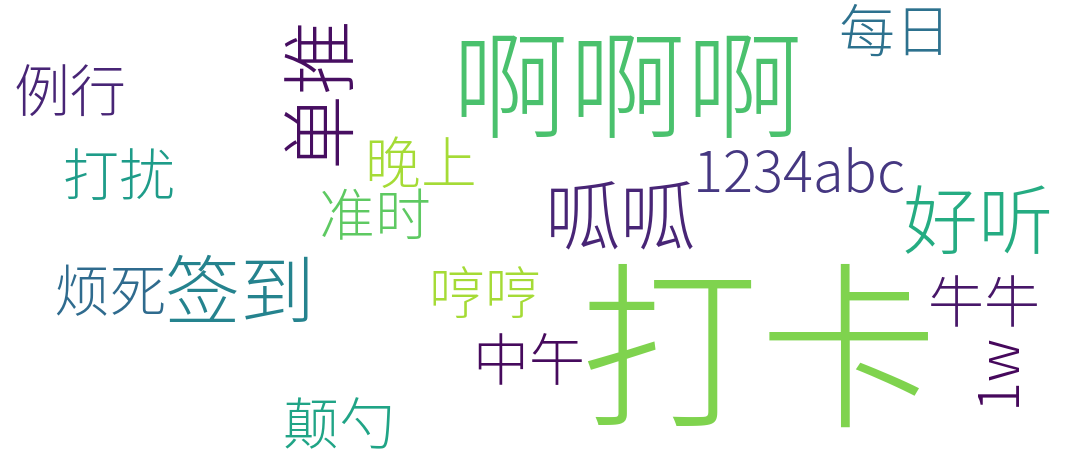 每日
单推
啊啊啊
例行
打扰
晚上
1234abc
准时
呱呱
好听
烦死
签到
哼哼
打卡
牛牛
中午
1w
颠勺